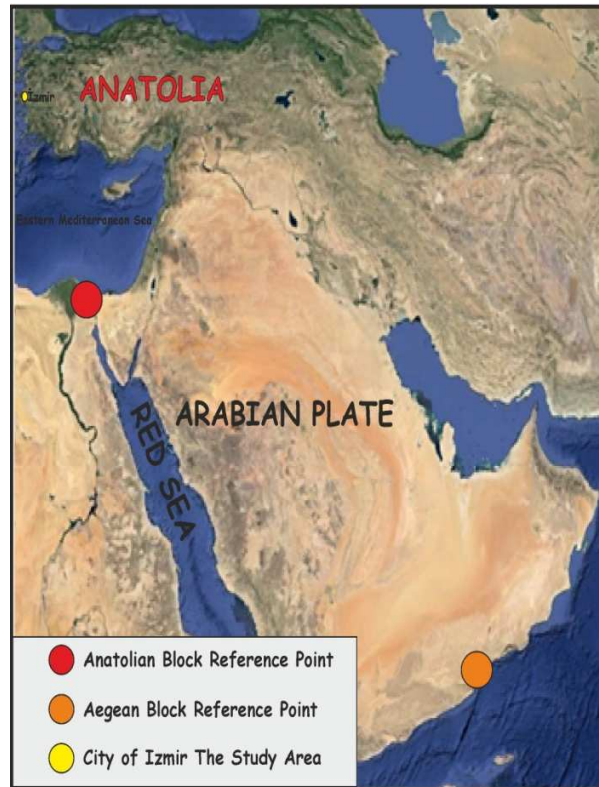 ANATOLIA
İzmir
Eastern Mediterranean Sea
ARABIAN PLATE
RED SEA
Anatolian Block Reference Point
Aegean Block Reference Point
City of Izmir The Study Area